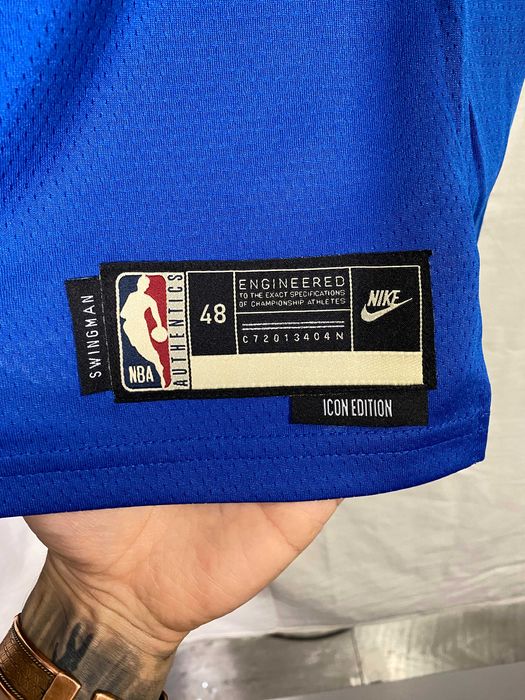 SWINGMAN
NBA
AUTHENTICS
48
ENGINEERED
TO THE EXACT SPECIFICATIONS
OF CHAMPIONSHIP ATHLETES
C72013404N
NIKE
ICON EDITION